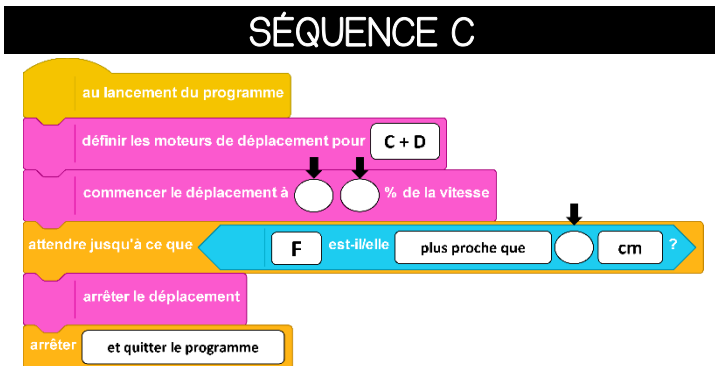 SÉQUENCE C
au lancement du programme
définir les moteurs de déplacement pour C + D
commencer le déplacement à % de la vitesse
attendre jusqu'à ce que F est-il/elle plus proche que cm ?
arrêter le déplacement
arrêter et quitter le programme